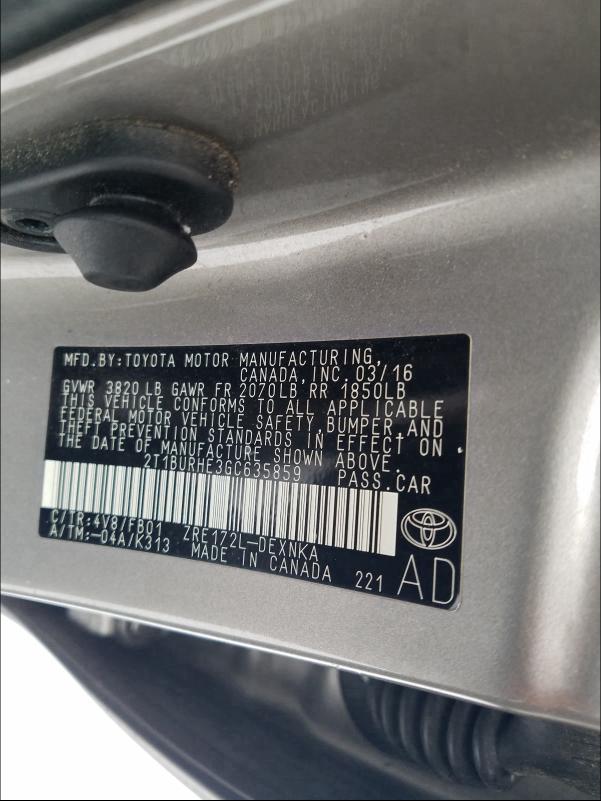 MFD.BY:TOYOTA MOTOR MANUFACTURING,
CANADA,INC. 03/16
GVWR 3820 LB GAWR FR 2070LB RR 1850LB
THIS VEHICLE CONFORMS TO ALL APPLICABLE
FEDERAL MOTOR VEHICLE SAFETY,BUMPER,AND
THEFT PREVENTION STANDARDS IN EFFECT ON
THE DATE OF MANUFACTURE SHOWN ABOVE.
2T1BURHE3GC635859 PASS.CAR
C/TR:4V8/FB01 ZRE172L-DEXNKA
A/TM:-04A/K313 MADE IN CANADA 221
AD